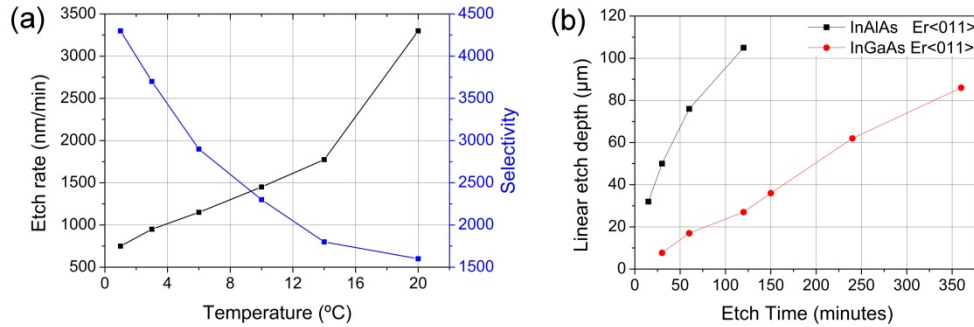 (a)
3500
3000
2500
2000
1500
1000
500
Etch rate (nm/min)
0 4 8 12 16 20
Temperature (ºC)
4500
4000
3500
3000
2500
2000
1500
Selectivity
(b)
120
100
80
60
40
20
0
Linear etch depth (µm)
0 50 100 150 200 250 300 350
Etch Time (minutes)
InAlAs Er<011>
InGaAs Er<011>